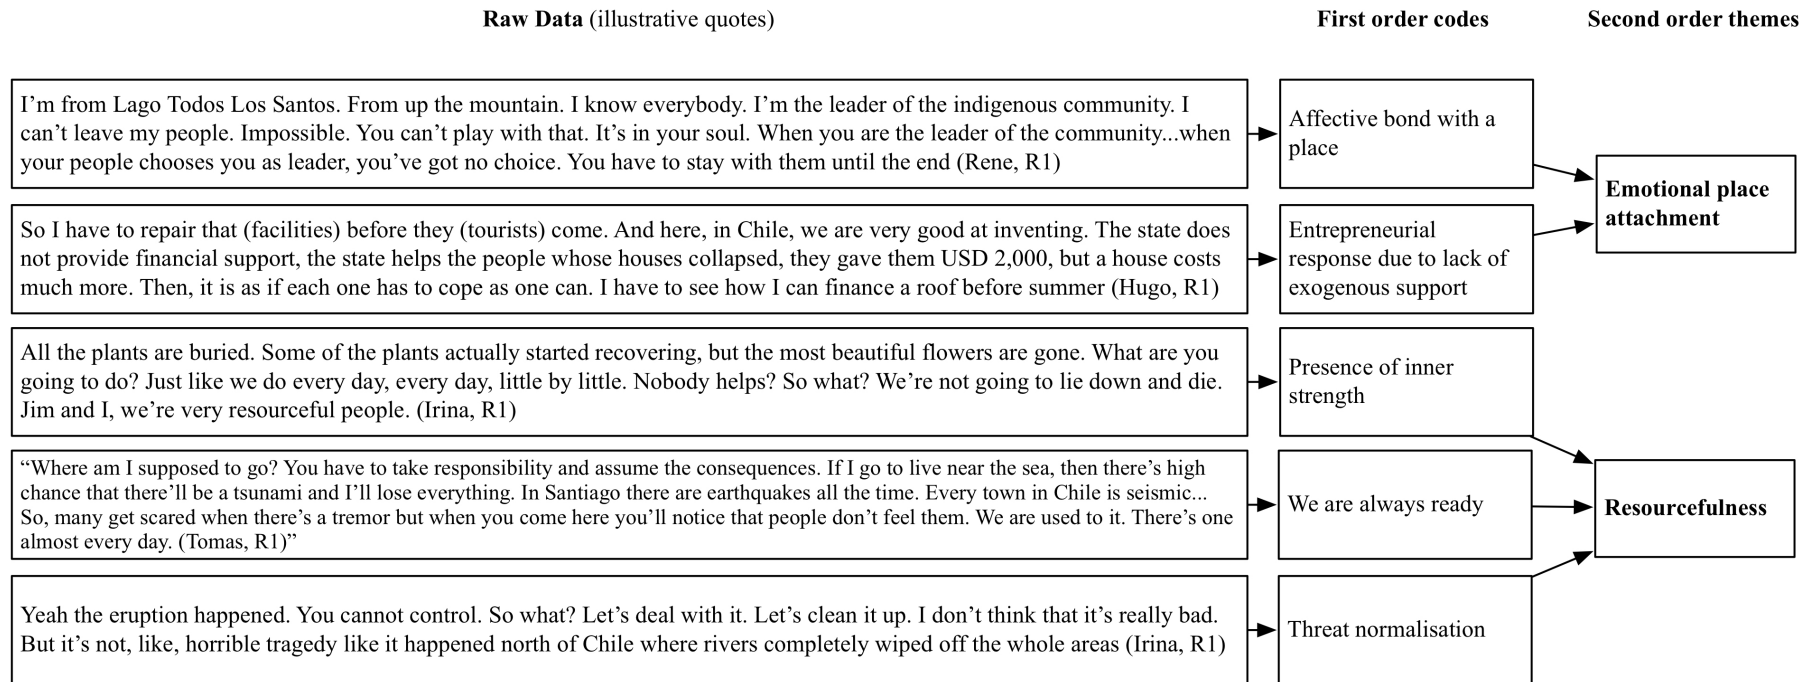 Raw Data (illustrative quotes)
First order codes
Second order themes
I’m from Lago Todos Los Santos. From up the mountain. I know everybody. I’m the leader of the indigenous community. I
can’t leave my people. Impossible. You can’t play with that. It’s in your soul. When you are the leader of the community...when
your people chooses you as leader, you’ve got no choice. You have to stay with them until the end (Rene, R1)
Affective bond with a
place
Emotional place
attachment
So I have to repair that (facilities) before they (tourists) come. And here, in Chile, we are very good at inventing. The state does
not provide financial support, the state helps the people whose houses collapsed, they gave them USD 2,000, but a house costs
much more. Then, it is as if each one has to cope as one can. I have to see how I can finance a roof before summer (Hugo, R1)
Entrepreneurial
response due to lack of
exogenous support
All the plants are buried. Some of the plants actually started recovering, but the most beautiful flowers are gone. What are you
going to do? Just like we do every day, every day, little by little. Nobody helps? So what? We’re not going to lie down and die.
Jim and I, we’re very resourceful people. (Irina, R1)
Presence of inner
strength
“Where am I supposed to go? You have to take responsibility and assume the consequences. If I go to live near the sea, then there’s high
chance that there’ll be a tsunami and I’ll lose everything. In Santiago there are earthquakes all the time. Every town in Chile is seismic...
So, many get scared when there’s a tremor but when you come here you’ll notice that people don’t feel them. We are used to it. There’s one
almost every day. (Tomas, R1)”
We are always ready
Resourcefulness
Yeah the eruption happened. You cannot control. So what? Let’s deal with it. Let’s clean it up. I don’t think that it’s really bad.
But it’s not, like, horrible tragedy like it happened north of Chile where rivers completely wiped off the whole areas (Irina, R1)
Threat normalisation